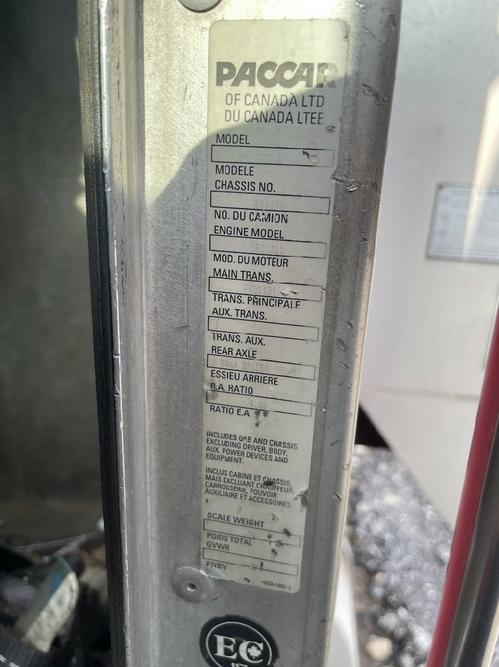 PACCAR
OF CANADA LTD
DU CANADA LTEE
MODEL
MODELE
CHASSIS NO.
NO. DU CAMION
ENGINE MODEL
MOD. DU MOTEUR
MAIN TRANS.
TRANS. PRINCIPALE
AUX. TRANS.
TRANS. AUX.
REAR AXLE
ESSIEU ARRIERE
R.A. RATIO
RATIO E.A.
INCLUDES CAB AND CHASSIS
EXCLUDING DRIVER, BODY,
AUX. POWER DEVICES AND
EQUIPMENT.
INCLUS CABINE ET CHASSIS,
MAIS EXCLUANT CHAUFFEUR,
CARROSSERIE, POUVOIR
AUXILIAIRE ET ACCESSOIRES.
SCALE WEIGHT
POIDS TOTAL
GVWR
PNBV
EC